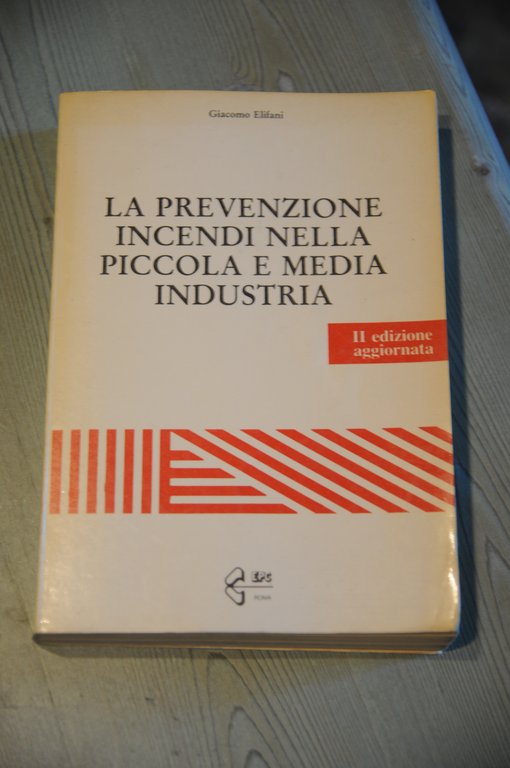 Giacomo Elifani
LA PREVENZIONE
INCENDI NELLA
PICCOLA E MEDIA
INDUSTRIA
II edizione
aggiornata
EPC
ROMA